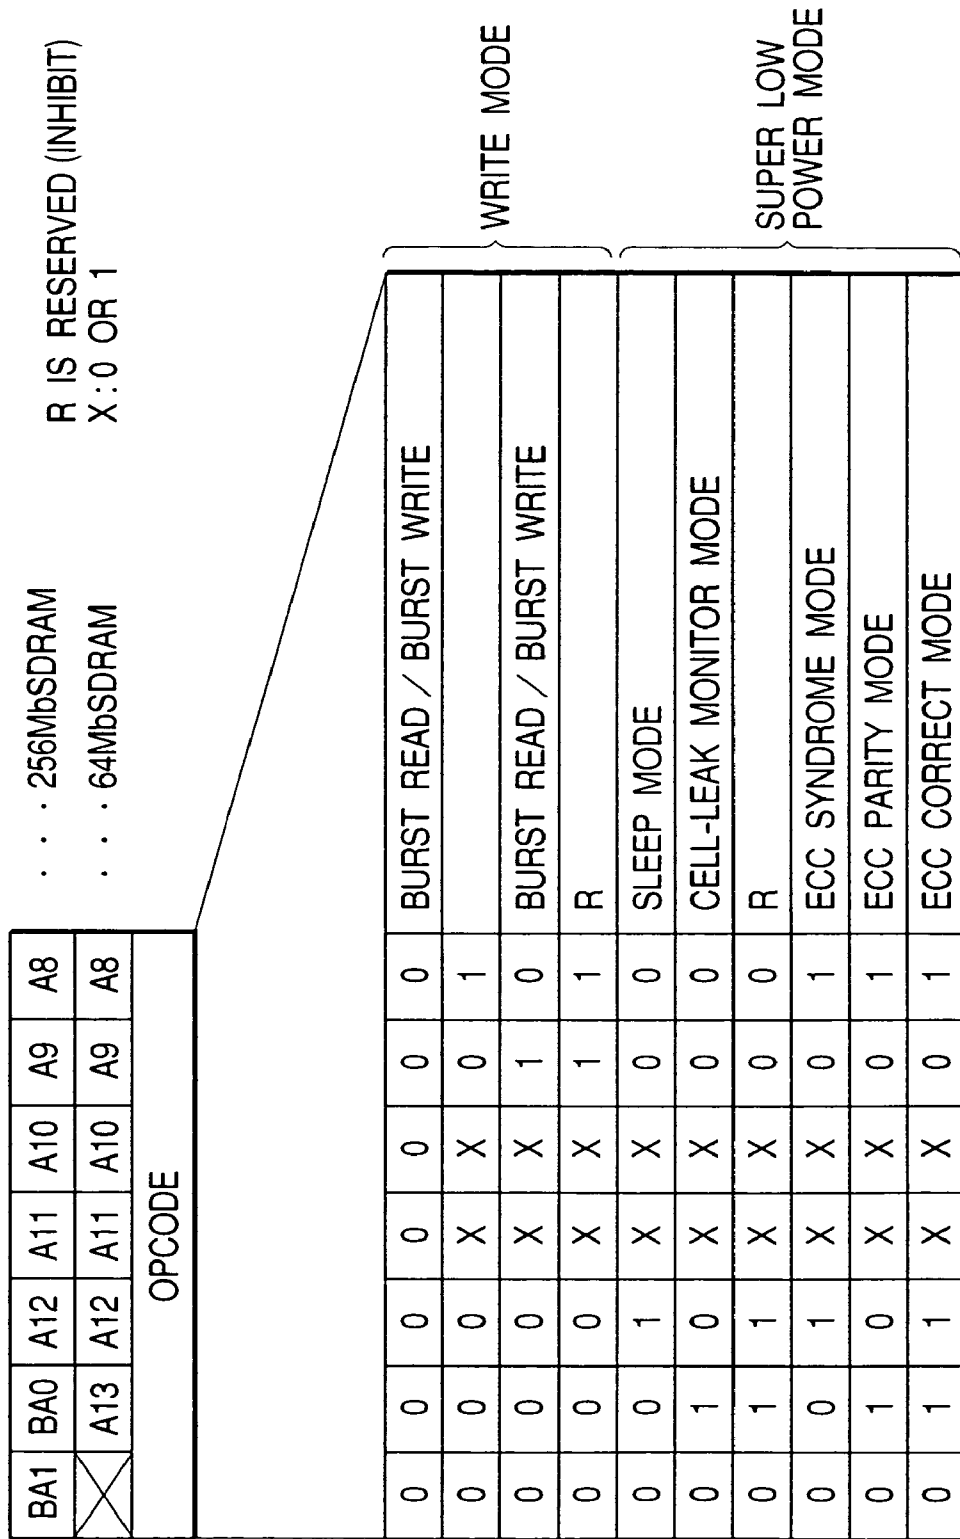 BA1 BA0 A12 A11 A10 A9 A8 · · · 256MbSDRAM
A13 A12 A11 A10 A9 A8 · · · 64MbSDRAM
OPCODE
R IS RESERVED (INHIBIT)
X : 0 OR 1
0 0 0 0 0 0 0 BURST READ / BURST WRITE
0 0 0 X X 0 1
0 0 0 X X 1 0 BURST READ / BURST WRITE
0 0 0 X X 1 1 R
0 0 1 X X 0 0 SLEEP MODE
0 1 0 X X 0 0 CELL-LEAK MONITOR MODE
0 1 1 X X 0 0 R
0 0 1 X X 0 1 ECC SYNDROME MODE
0 1 0 X X 0 1 ECC PARITY MODE
0 1 1 X X 0 1 ECC CORRECT MODE
WRITE MODE
SUPER LOW
POWER MODE